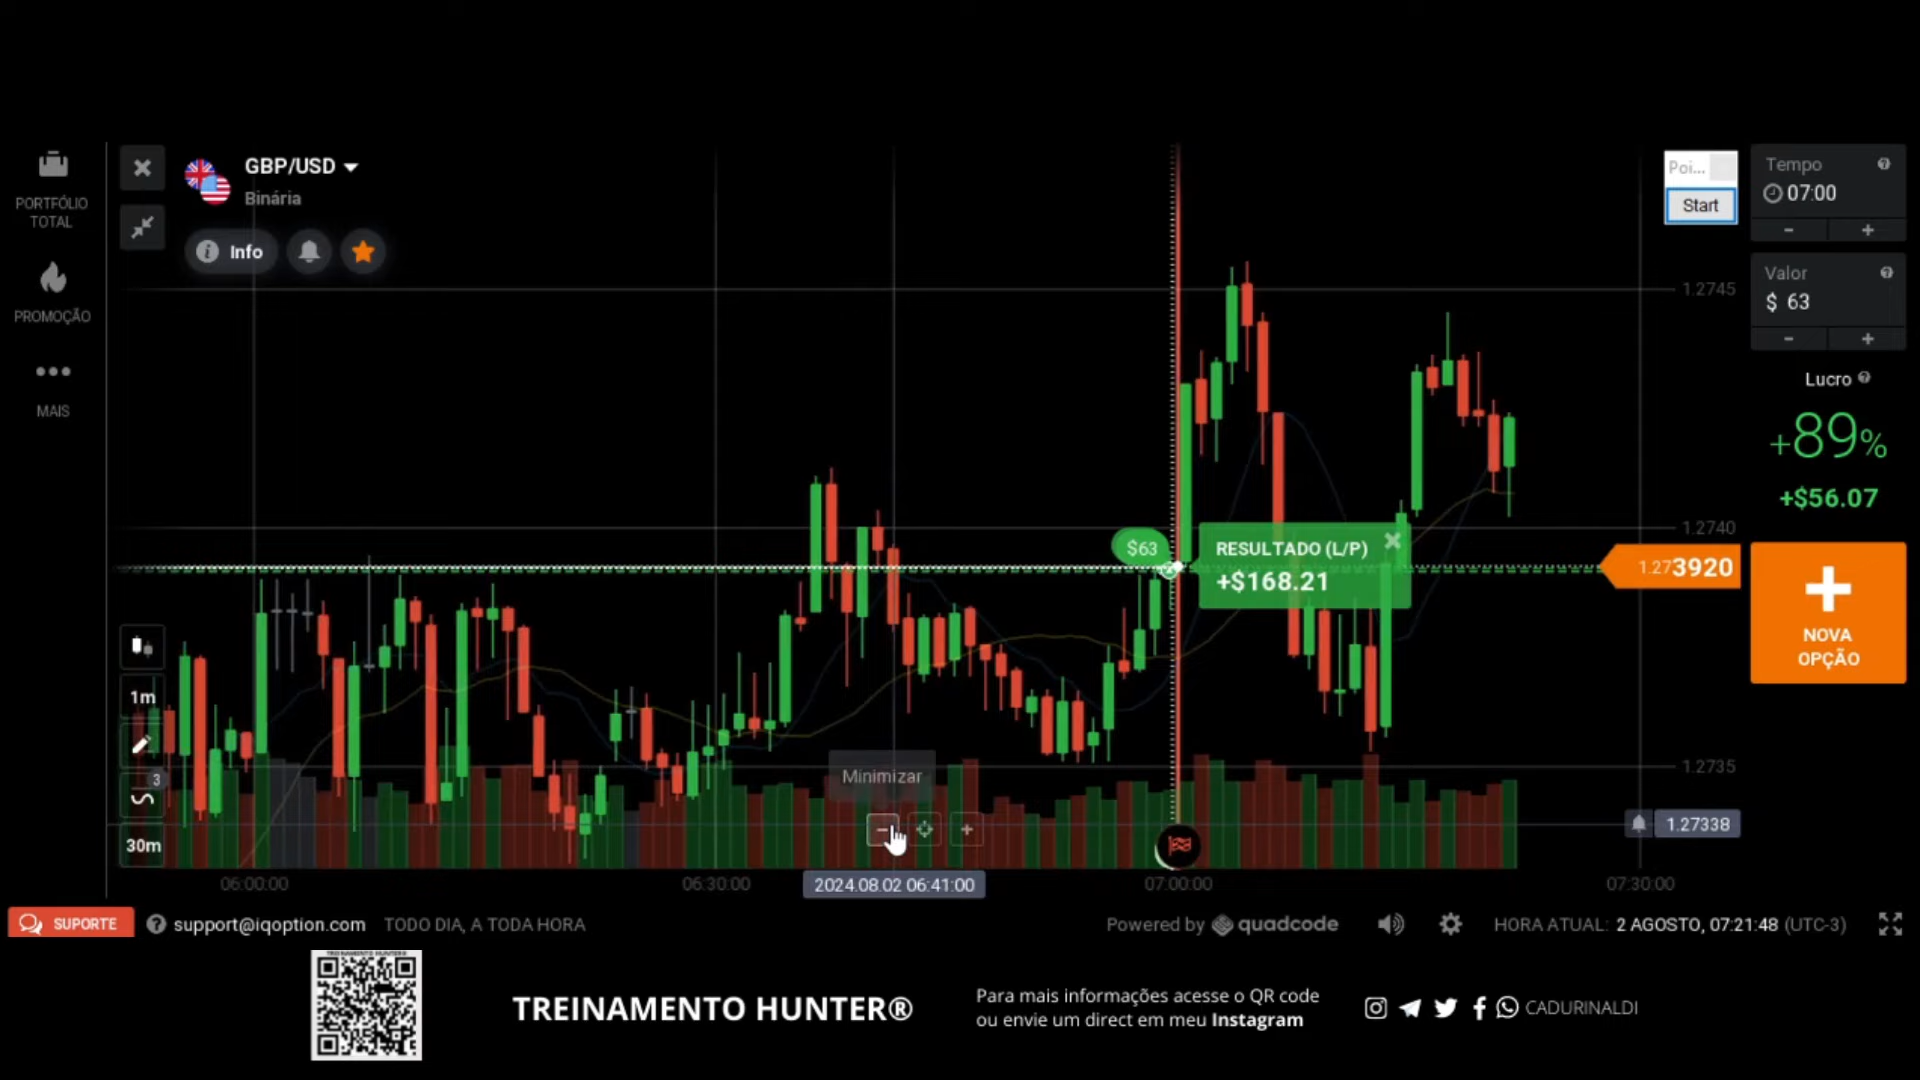 PORTFÓLIO
TOTAL
PROMOÇÃO
MAIS
GBP/USD
Binária
Info
Poi...
Start
Tempo
07:00
- +
Valor
$ 63
- +
Lucro
+89%
+$56.07
NOVA
OPÇÃO
1.2745
1.2740
1.273920
1.2735
1.27338
$63
RESULTADO (L/P)
+$168.21
1m
3
30m
Minimizar
- +
06:00:00
06:30:00
2024.08.02 06:41:00
07:00:00
07:30:00
SUPORTE
support@iqoption.com
TODO DIA, A TODA HORA
Powered by quadcode
HORA ATUAL: 2 AGOSTO, 07:21:48 (UTC-3)
TREINAMENTO HUNTER®
Para mais informações acesse o QR code
ou envie um direct em meu Instagram
CADURINALDI